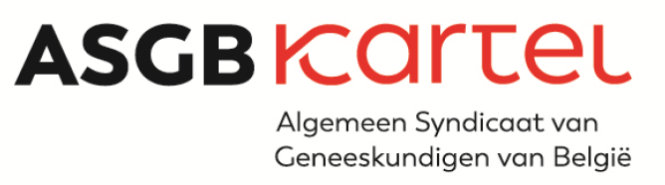 ASGB Kartel
Algemeen Syndicaat van
Geneeskundigen van België